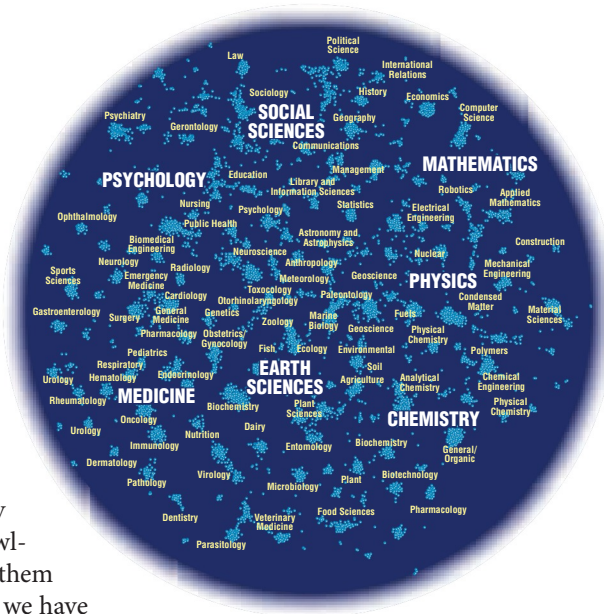 Political
Science
Law
International
Relations
Sociology
History
Economics
Psychiatry
SOCIAL
SCIENCES
Computer
Science
Gerontology
Geography
Communications
MATHEMATICS
Management
PSYCHOLOGY
Education
Library and
Information Sciences
Robotics
Applied
Mathematics
Nursing
Statistics
Electrical
Engineering
Ophthalmology
Public Health
Psychology
Astronomy and
Astrophysics
Construction
Biomedical
Engineering
Neuroscience
Nuclear
Mechanical
Engineering
Neurology
Anthropology
Sports
Sciences
Emergency
Medicine
Radiology
Meteorology
Geoscience
PHYSICS
Toxocology
Paleontology
Condensed
Matter
Cardiology
Otorhinolaryngology
Gastroenterology
Surgery
General
Medicine
Genetics
Marine
Biology
Fuels
Material
Sciences
Zoology
Geoscience
Physical
Chemistry
Pharmacology
Obstetrics/
Gynocology
Fish
Ecology
Environmental
Polymers
Pediatrics
Respiratory
EARTH
SCIENCES
Soil
Urology
Hematology
Endocrinology
Agriculture
Analytical
Chemistry
Chemical
Engineering
Rheumatology
MEDICINE
Biochemistry
Plant
Sciences
Physical
Chemistry
Oncology
CHEMISTRY
Urology
Nutrition
Dairy
Immunology
Entomology
Biochemistry
General/
Organic
Dermatology
Virology
Plant
Biotechnology
Pathology
Microbiology
Food Sciences
Pharmacology
Dentistry
Veterinary
Medicine
Parasitology
y
wl-
them
we have